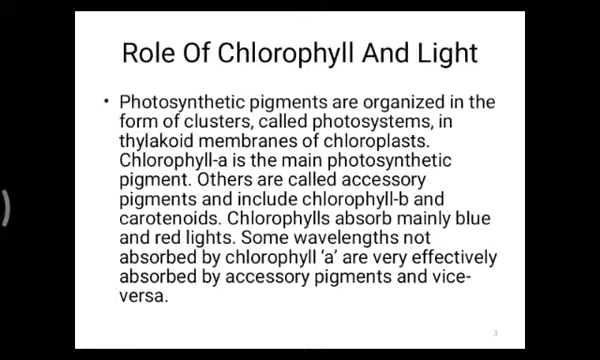 Role Of Chlorophyll And Light
• Photosynthetic pigments are organized in the
form of clusters, called photosystems, in
thylakoid membranes of chloroplasts.
Chlorophyll-a is the main photosynthetic
pigment. Others are called accessory
pigments and include chlorophyll-b and
carotenoids. Chlorophylls absorb mainly blue
and red lights. Some wavelengths not
absorbed by chlorophyll ‘a’ are very effectively
absorbed by accessory pigments and vice-
versa.
3